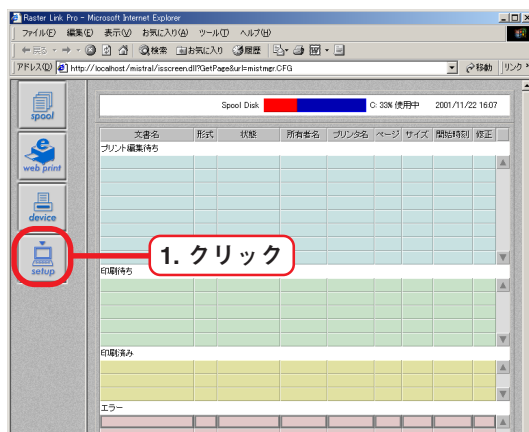 Raster Link Pro - Microsoft Internet Explorer
ファイル(F) 編集(E) 表示(V) お気に入り(A) ツール(T) ヘルプ(H)
戻る 検索 お気に入り 履歴
アドレス(D) http://localhost/mistral/isscreen.dll?GetPage&url=mistmgr.CFG 移動 リンク
spool
Spool Disk C: 33% 使用中 2001/11/22 16:07
文書名 形式 状態 所有者名 プリンタ名 ページ サイズ 開始時刻 修正
プリント編集待ち
web print
device
setup
1. クリック
印刷待ち
印刷済み
エラー